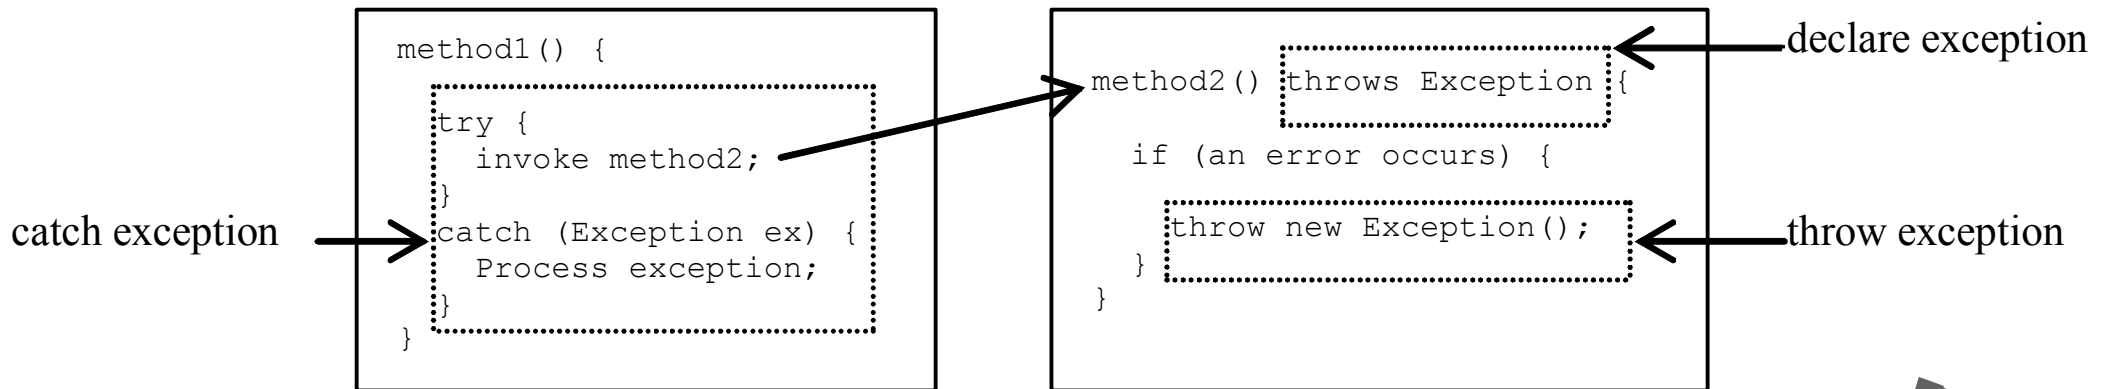 method1() {
try {
invoke method2;
}
catch (Exception ex) {
Process exception;
}
}
catch exception
method2() throws Exception {
if (an error occurs) {
throw new Exception();
}
}
declare exception
throw exception